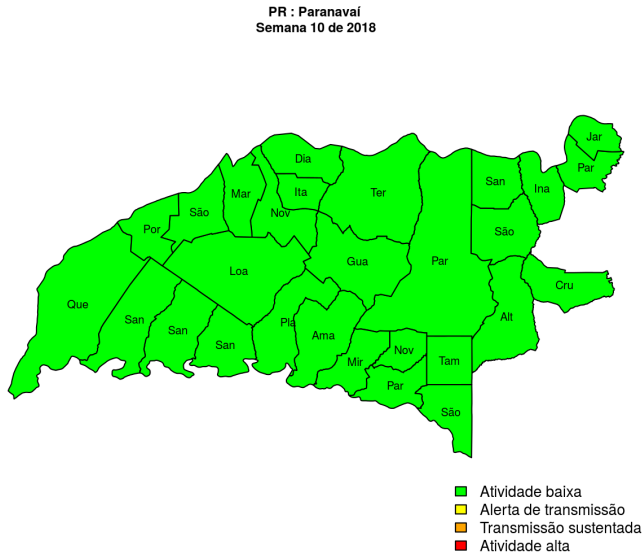 PR : Paranavaí
Semana 10 de 2018
Jar
Par
Dia
Ita
Mar
Nov
São
Por
Ter
San
Ina
São
Loa
Gua
Par
Cru
Que
San
San
San
Pla
Ama
Alt
Mir
Nov
Tam
Par
São
Atividade baixa
Alerta de transmissão
Transmissão sustentada
Atividade alta